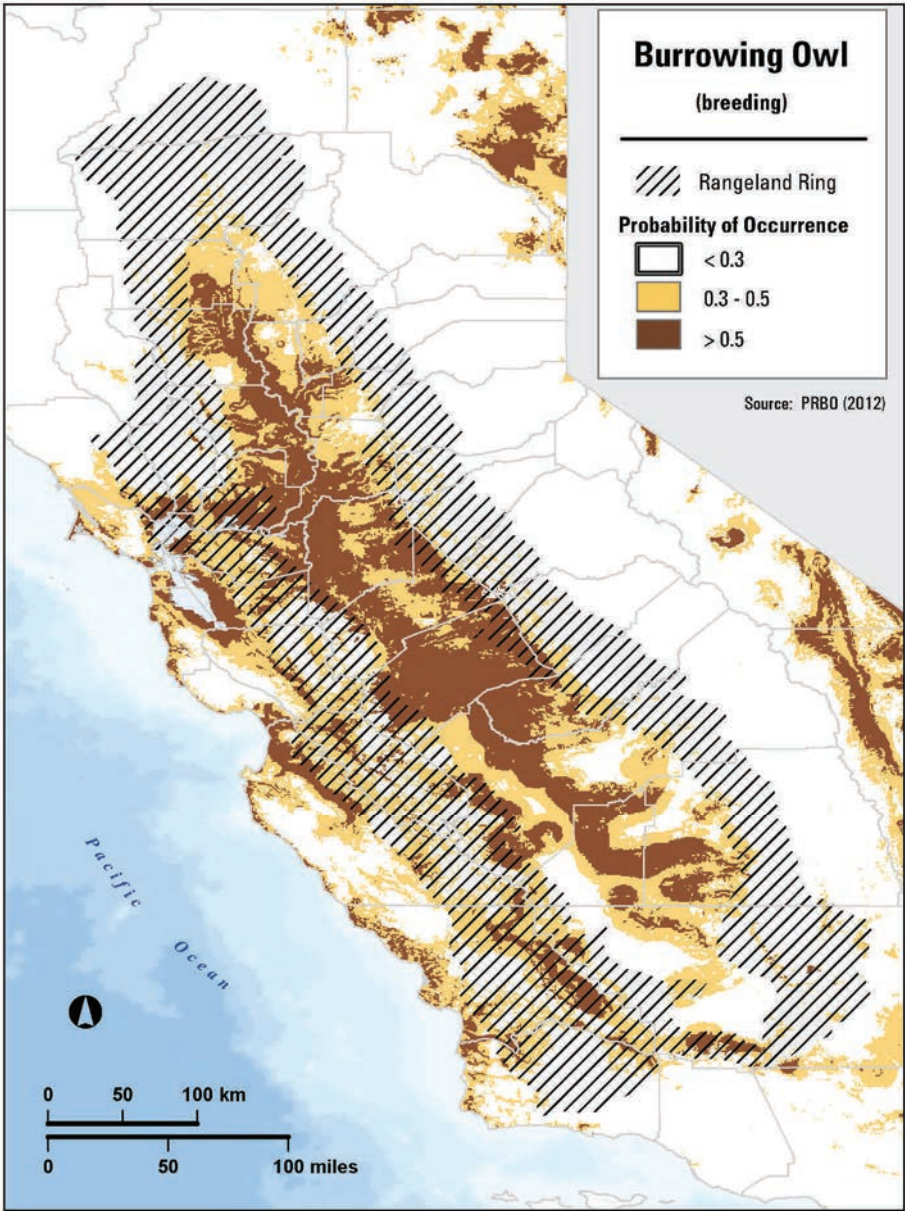 Burrowing Owl
(breeding)
Rangeland Ring
Probability of Occurrence
< 0.3
0.3 - 0.5
> 0.5
Source: PRBO (2012)
Pacific
Ocean
0 50 100 km
0 50 100 miles